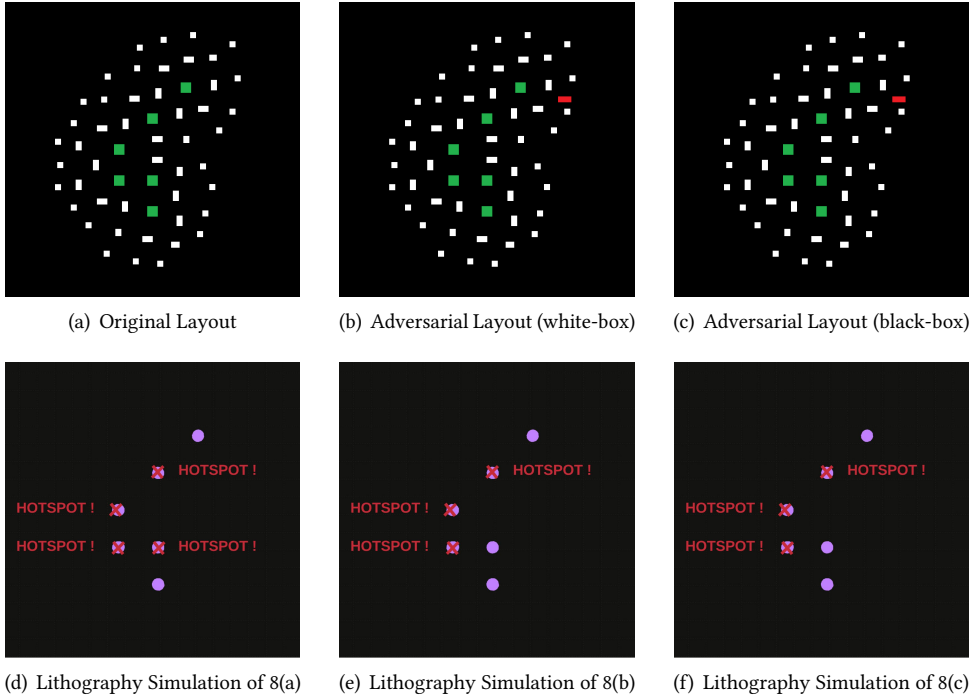 (a) Original Layout
(b) Adversarial Layout (white-box)
(c) Adversarial Layout (black-box)
HOTSPOT !
HOTSPOT !
HOTSPOT !
HOTSPOT !
(d) Lithography Simulation of 8(a)
HOTSPOT !
HOTSPOT !
HOTSPOT !
(e) Lithography Simulation of 8(b)
HOTSPOT !
HOTSPOT !
HOTSPOT !
(f) Lithography Simulation of 8(c)